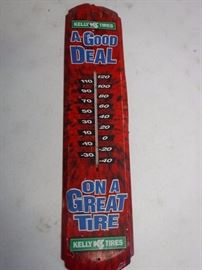 KELLY TIRES
A GOOD
DEAL
120
110 100
90 80
70 60
50 40
30 20
10 0
-10 -20
-30 -40
ON A
GREAT
TIRE
KELLY TIRES